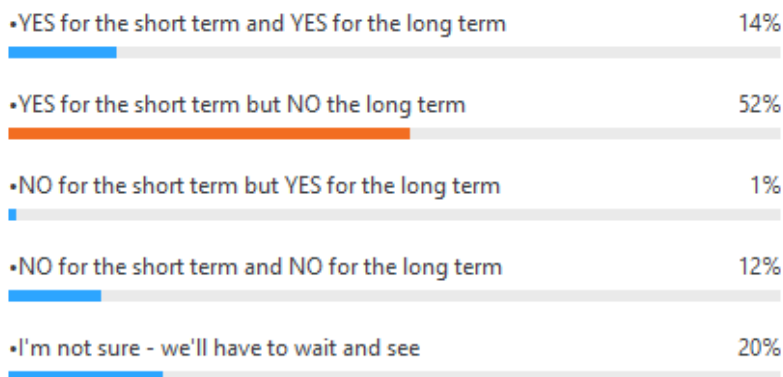 •YES for the short term and YES for the long term 14%
•YES for the short term but NO the long term 52%
•NO for the short term but YES for the long term 1%
•NO for the short term and NO for the long term 12%
•I'm not sure - we'll have to wait and see 20%